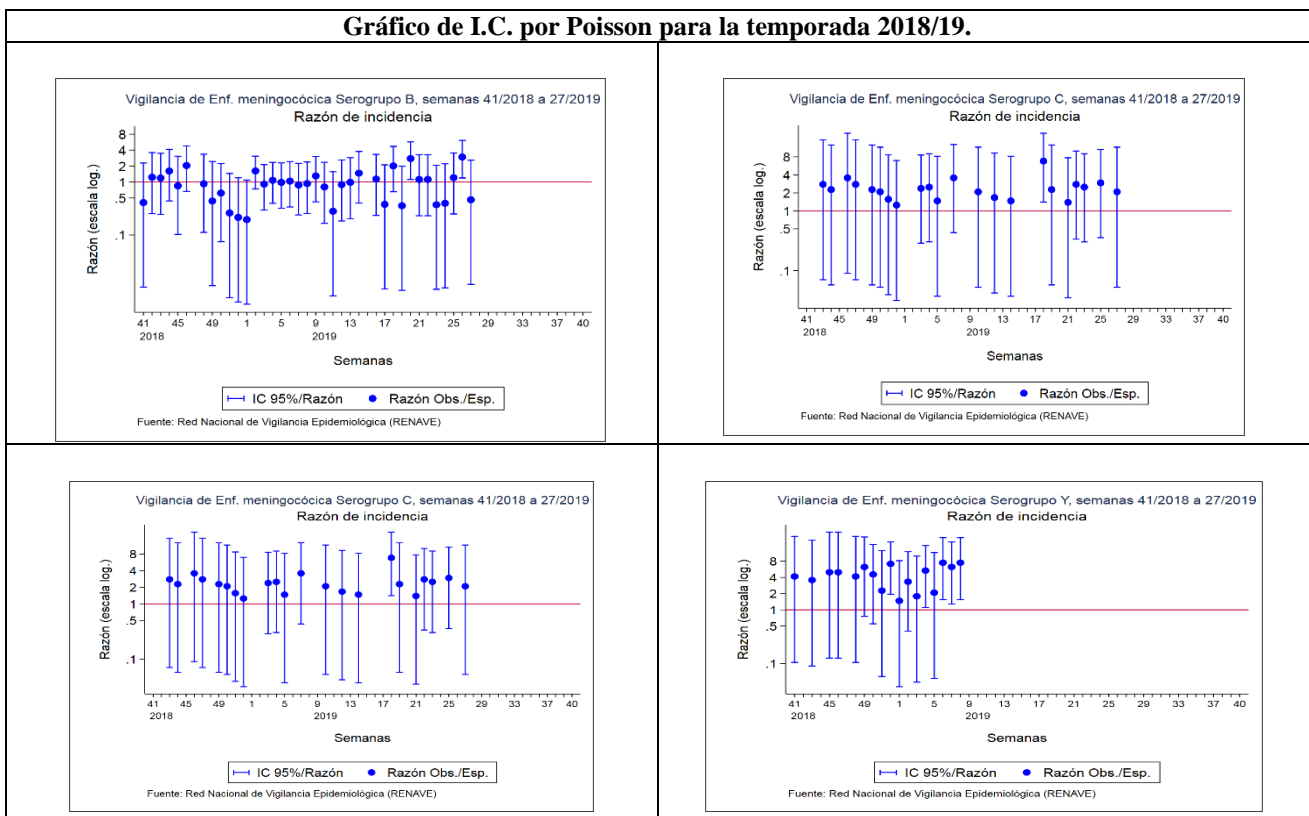 Gráfico de I.C. por Poisson para la temporada 2018/19.
Vigilancia de Enf. meningocócica Serogrupo B, semanas 41/2018 a 27/2019
Razón de incidencia
Razón (escala log.)
8
4
2
1
.5
.1
41 45 49 1 5 9 13 17 21 25 29 33 37 40
2018 2019
Semanas
IC 95%/Razón Razón Obs./Esp.
Fuente: Red Nacional de Vigilancia Epidemiológica (RENAVE)
Vigilancia de Enf. meningocócica Serogrupo C, semanas 41/2018 a 27/2019
Razón de incidencia
Razón (escala log.)
8
4
2
1
.5
.1
41 45 49 1 5 9 13 17 21 25 29 33 37 40
2018 2019
Semanas
IC 95%/Razón Razón Obs./Esp.
Fuente: Red Nacional de Vigilancia Epidemiológica (RENAVE)
Vigilancia de Enf. meningocócica Serogrupo C, semanas 41/2018 a 27/2019
Razón de incidencia
Razón (escala log.)
8
4
2
1
.5
.1
41 45 49 1 5 9 13 17 21 25 29 33 37 40
2018 2019
Semanas
IC 95%/Razón Razón Obs./Esp.
Fuente: Red Nacional de Vigilancia Epidemiológica (RENAVE)
Vigilancia de Enf. meningocócica Serogrupo Y, semanas 41/2018 a 27/2019
Razón de incidencia
Razón (escala log.)
8
4
2
1
.5
.1
41 45 49 1 5 9 13 17 21 25 29 33 37 40
2018 2019
Semanas
IC 95%/Razón Razón Obs./Esp.
Fuente: Red Nacional de Vigilancia Epidemiológica (RENAVE)